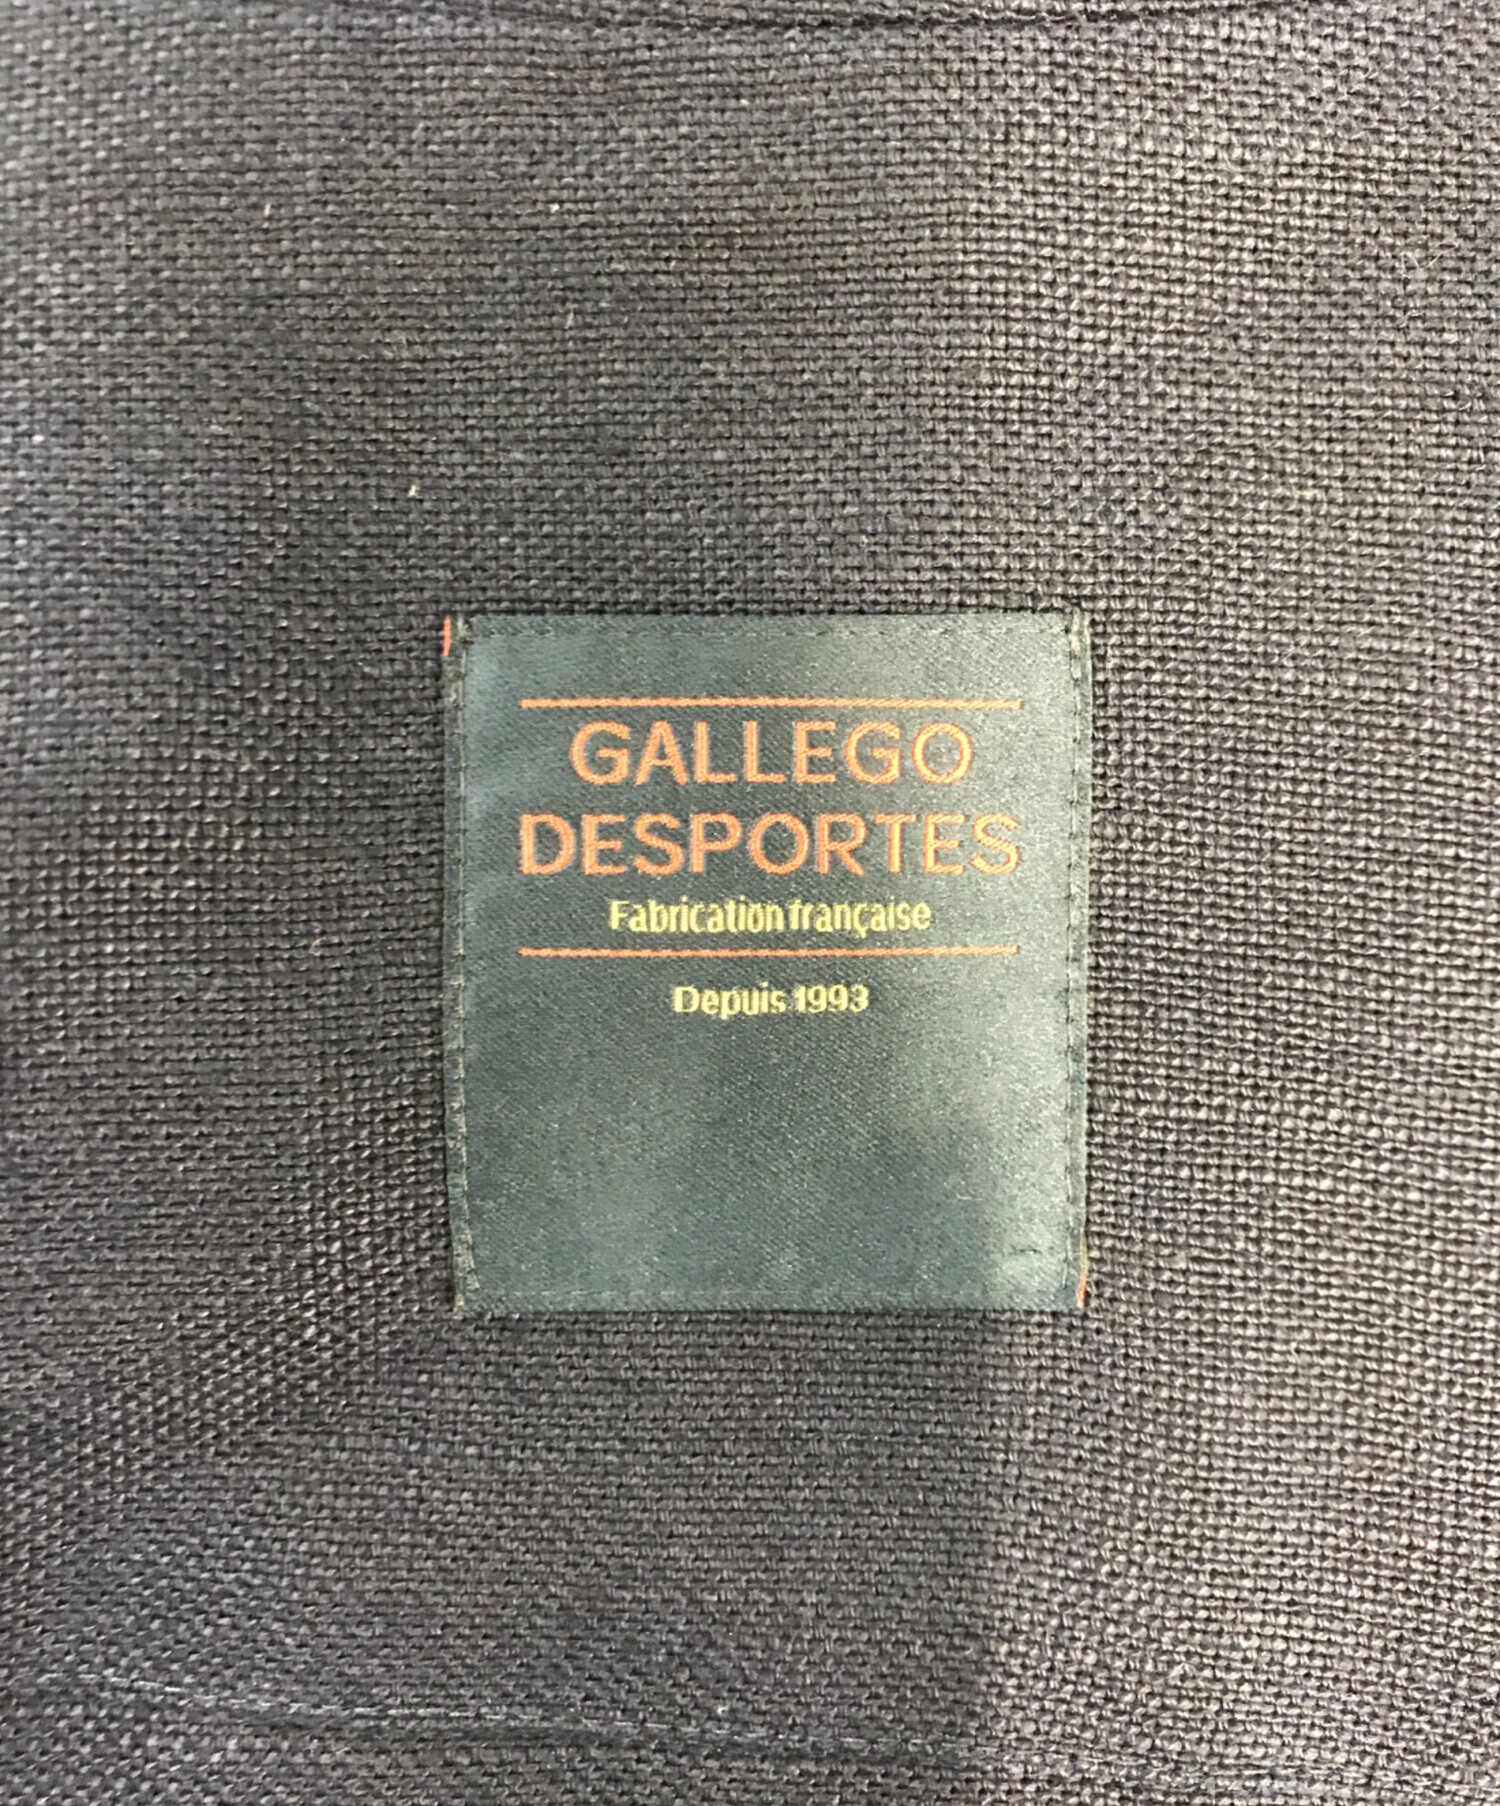 GALLEGO
DESPORTES
Fabrication française
Depuis 1993